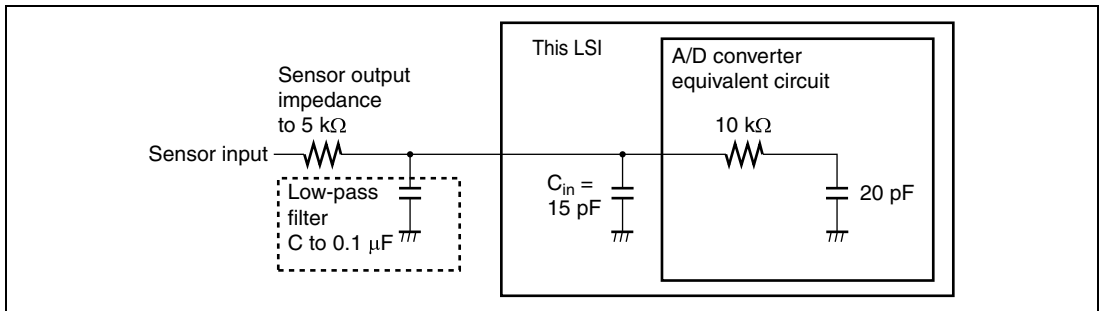 This LSI
A/D converter
equivalent circuit
Sensor output
impedance
to 5 kΩ
10 kΩ
Sensor input
Low-pass
filter
C to 0.1 μF
Cin =
15 pF
20 pF